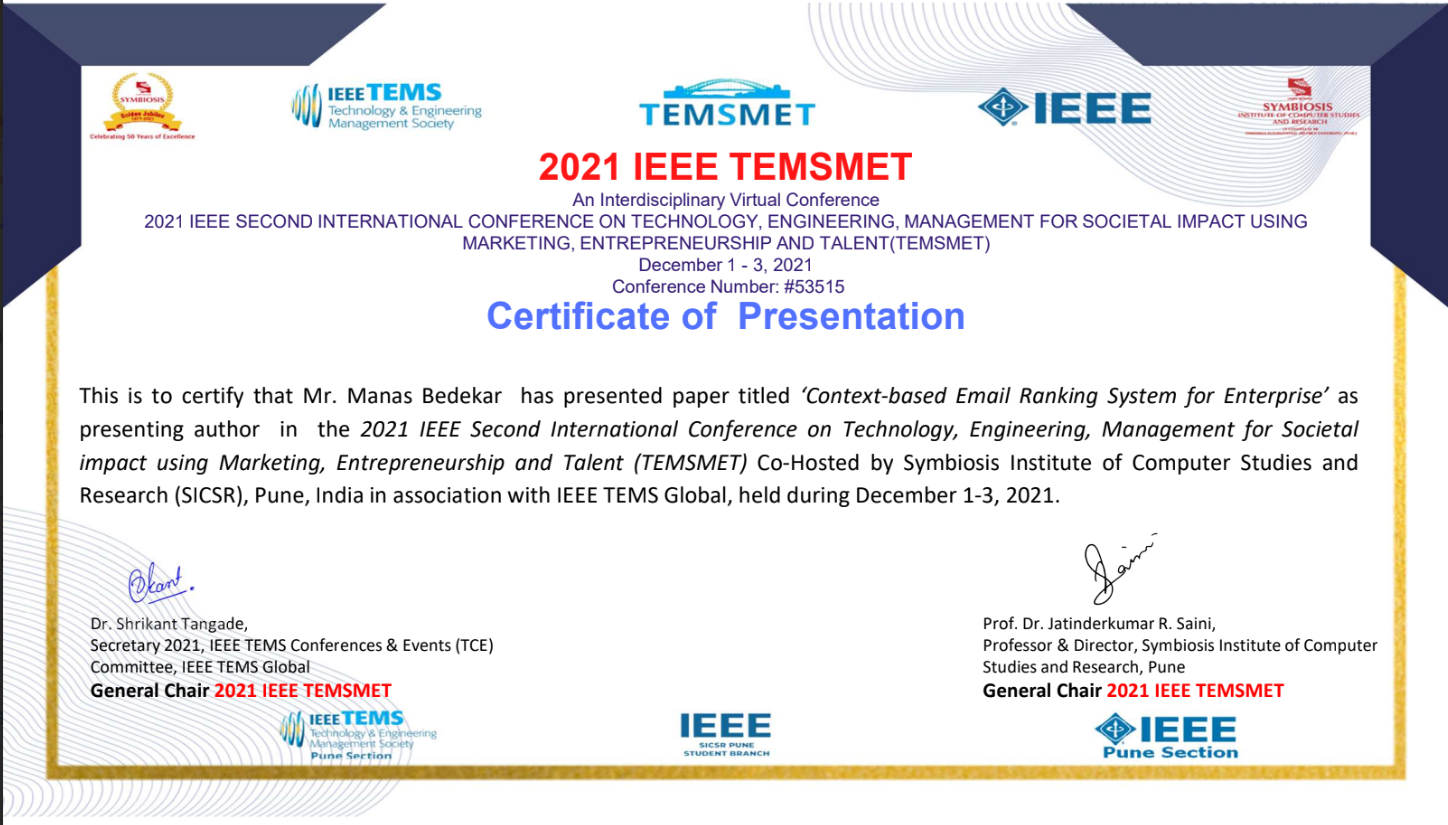 SYMBIOSIS
Golden Jubilee
Celebrating 50 Years of Excellence
IEEE TEMS
Technology & Engineering
Management Society
TEMSMET
IEEE
SYMBIOSIS
INSTITUTE OF COMPUTER STUDIES
AND RESEARCH
2021 IEEE TEMSMET
An Interdisciplinary Virtual Conference
2021 IEEE SECOND INTERNATIONAL CONFERENCE ON TECHNOLOGY, ENGINEERING, MANAGEMENT FOR SOCIETAL IMPACT USING
MARKETING, ENTREPRENEURSHIP AND TALENT(TEMSMET)
December 1 - 3, 2021
Conference Number: #53515
Certificate of Presentation
This is to certify that Mr. Manas Bedekar has presented paper titled ‘Context-based Email Ranking System for Enterprise’ as
presenting author in the 2021 IEEE Second International Conference on Technology, Engineering, Management for Societal
impact using Marketing, Entrepreneurship and Talent (TEMSMET) Co-Hosted by Symbiosis Institute of Computer Studies and
Research (SICSR), Pune, India in association with IEEE TEMS Global, held during December 1-3, 2021.
Dr. Shrikant Tangade,
Secretary 2021, IEEE TEMS Conferences & Events (TCE)
Committee, IEEE TEMS Global
General Chair 2021 IEEE TEMSMET
Saini
Prof. Dr. Jatinderkumar R. Saini,
Professor & Director, Symbiosis Institute of Computer
Studies and Research, Pune
General Chair 2021 IEEE TEMSMET
IEEE TEMS
Technology & Engineering
Management Society
Pune Section
IEEE
SICSR PUNE
STUDENT BRANCH
IEEE
Pune Section